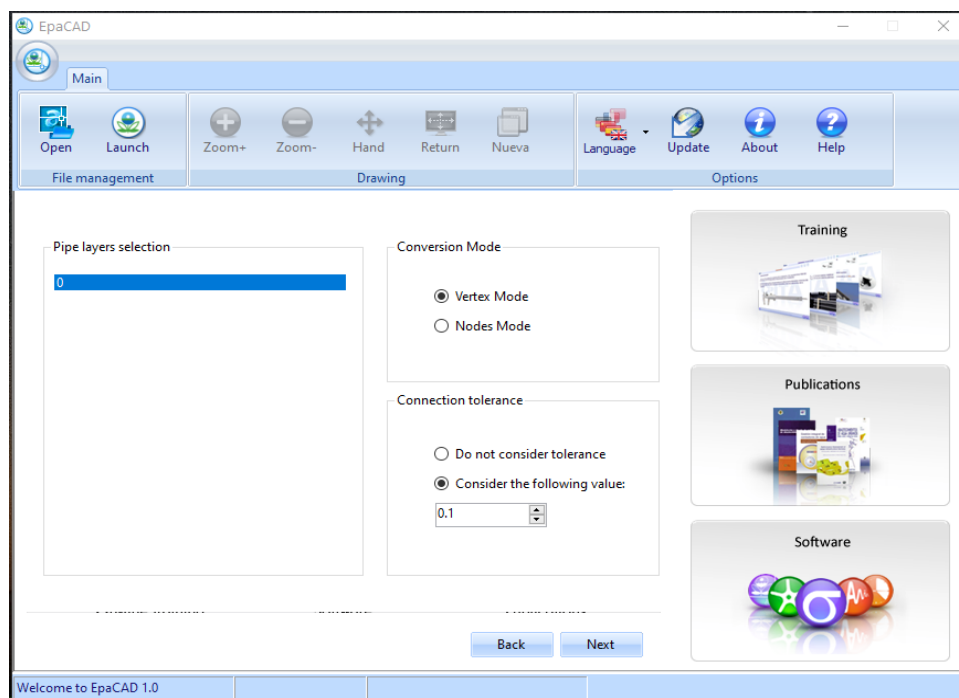 EpaCAD
Main
Open
Launch
Zoom+
Zoom-
Hand
Return
Nueva
Language
Update
About
Help
File management
Drawing
Options
Pipe layers selection
0
Conversion Mode
Vertex Mode
Nodes Mode
Connection tolerance
Do not consider tolerance
Consider the following value:
0.1
Training
Publications
Software
Back
Next
Welcome to EpaCAD 1.0